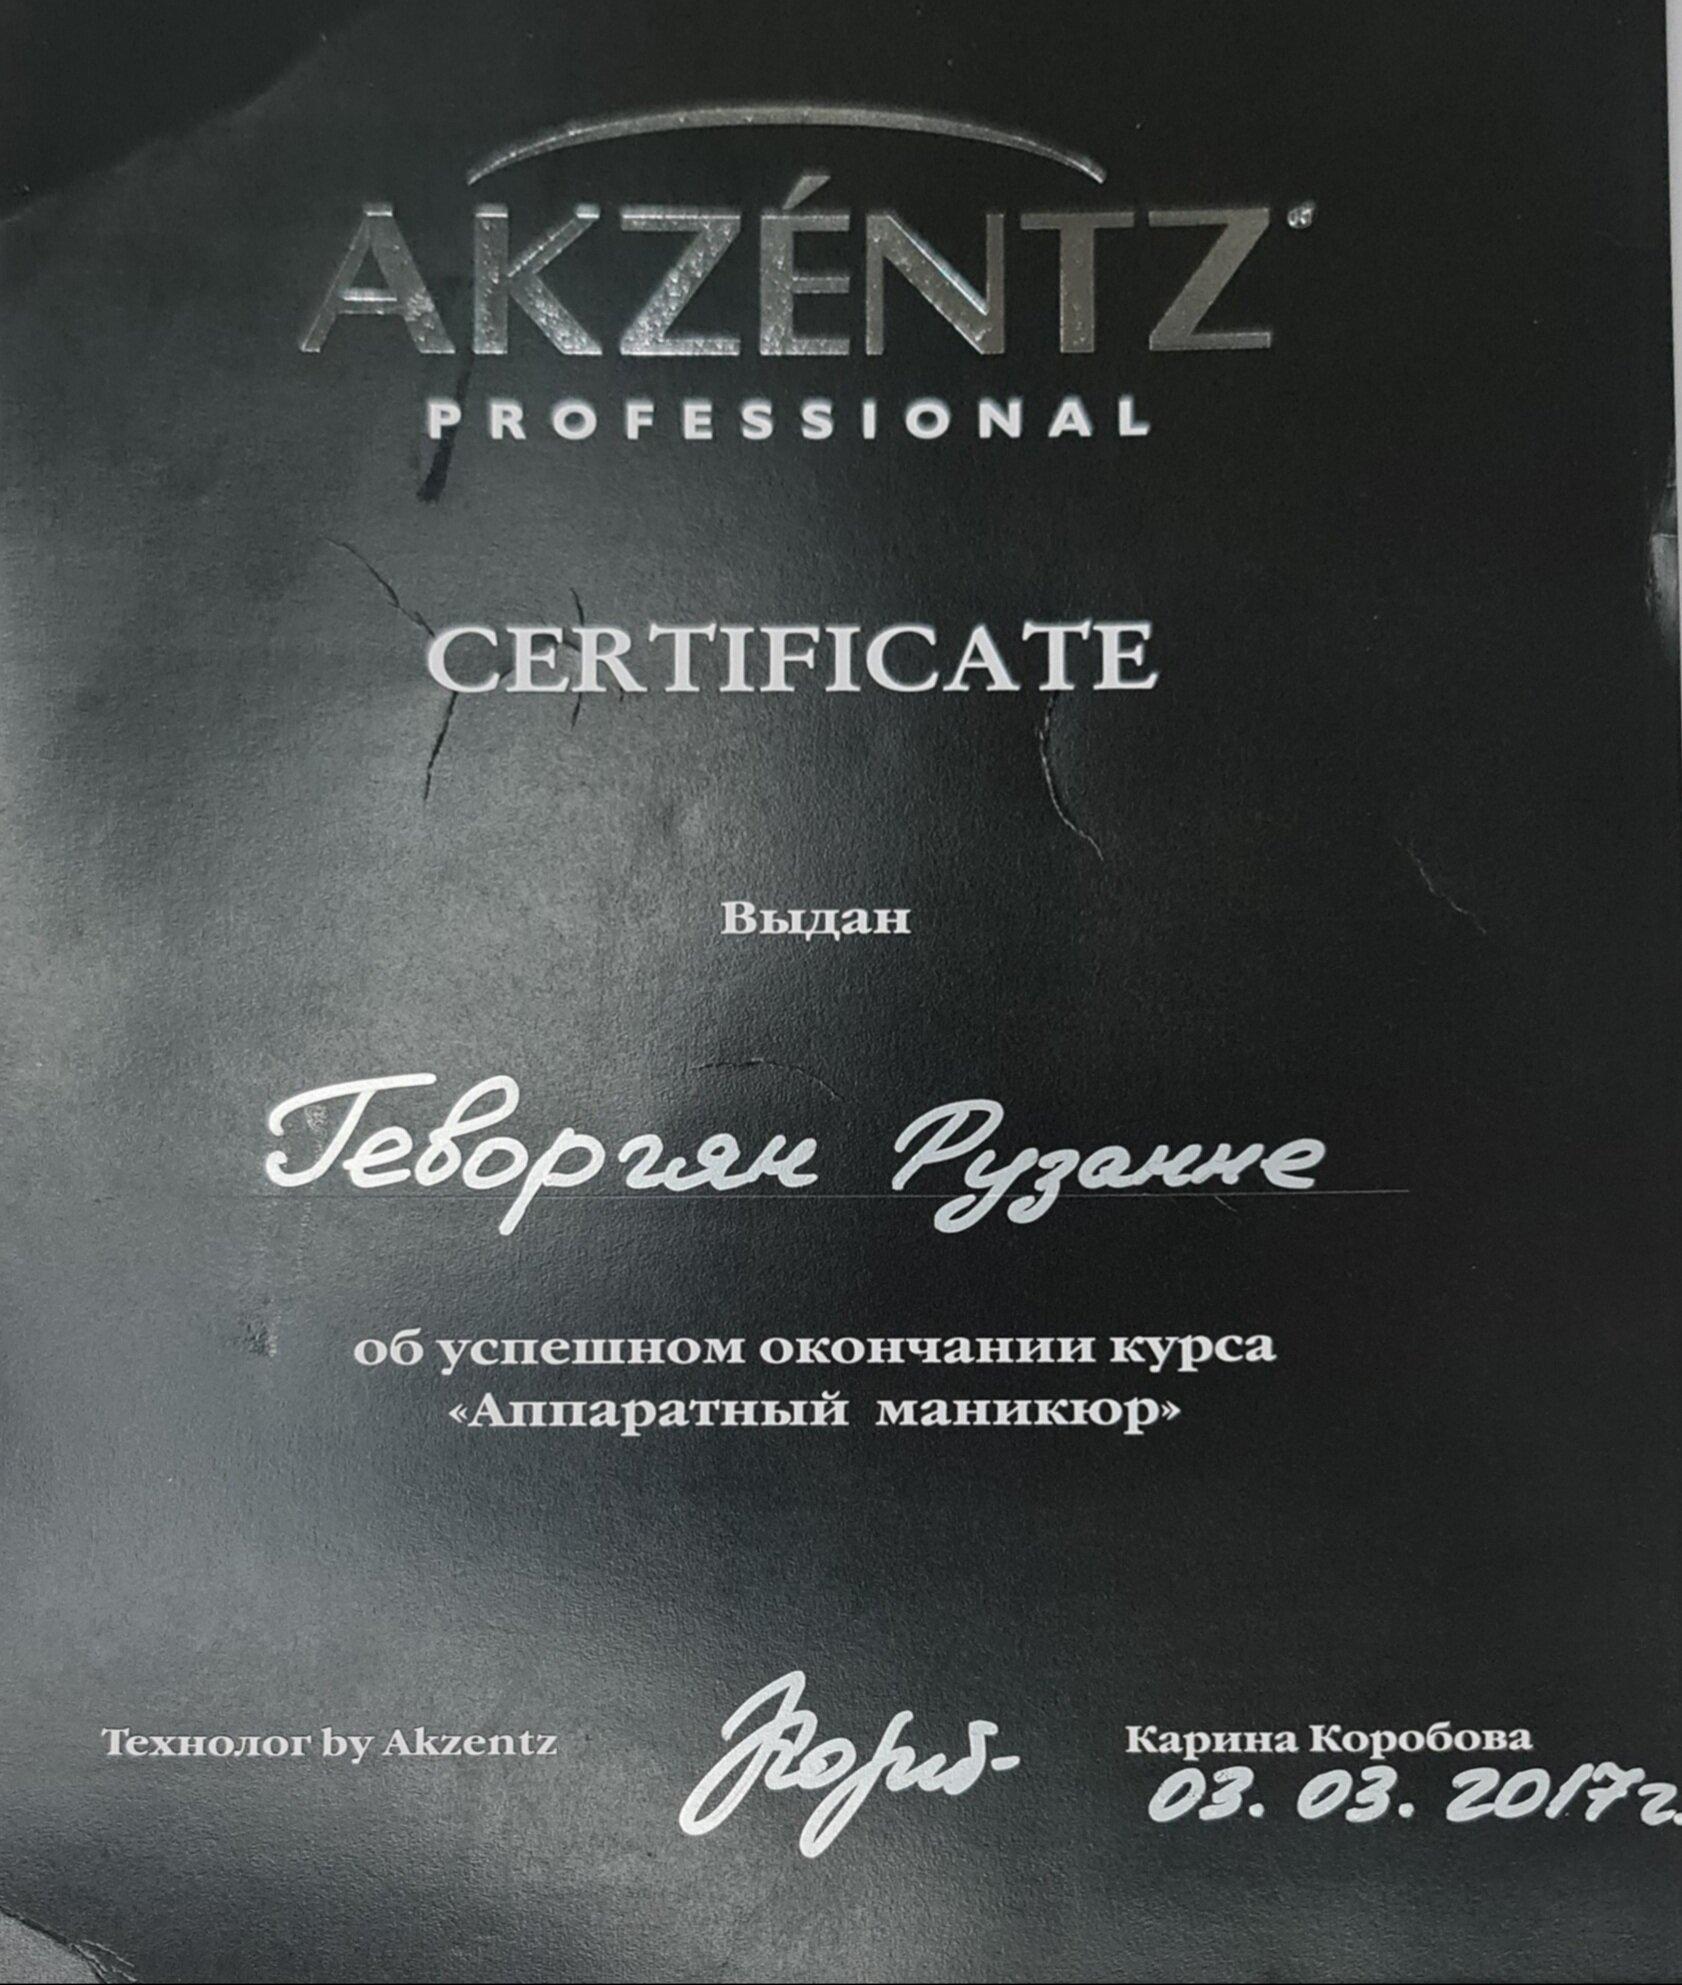 AKZÉNTZ®
PROFESSIONAL
CERTIFICATE
Выдан
Геворгян Рузанне
об успешном окончании курса
«Аппаратный маникюр»
Технолог by Akzentz
Карина Коробова
03. 03. 2017г.